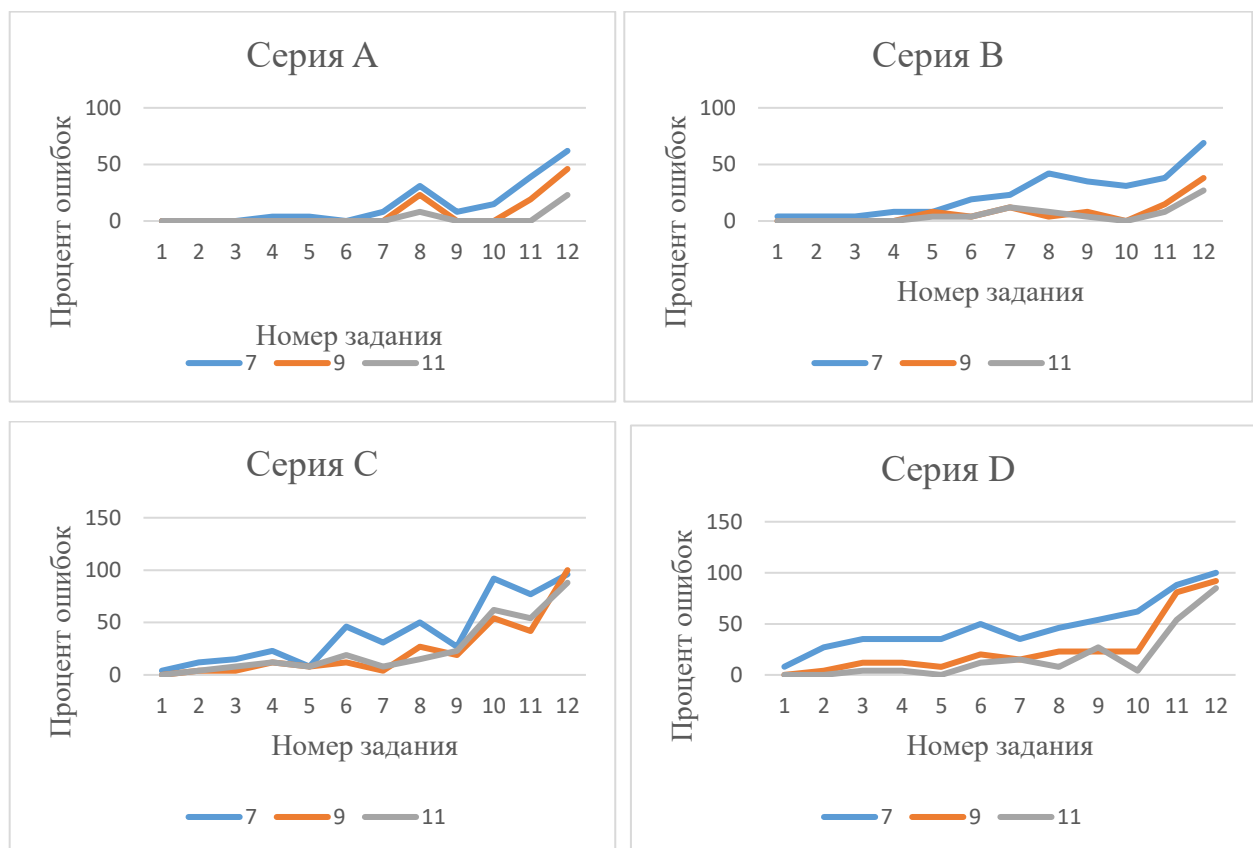 Серия А
Процент ошибок
100
50
0
1 2 3 4 5 6 7 8 9 10 11 12
Номер задания
7 9 11
Серия В
Процент ошибок
100
50
0
1 2 3 4 5 6 7 8 9 10 11 12
Номер задания
7 9 11
Серия С
Процент ошибок
150
100
50
0
1 2 3 4 5 6 7 8 9 10 11 12
Номер задания
7 9 11
Серия D
Процент ошибок
150
100
50
0
1 2 3 4 5 6 7 8 9 10 11 12
Номер задания
7 9 11